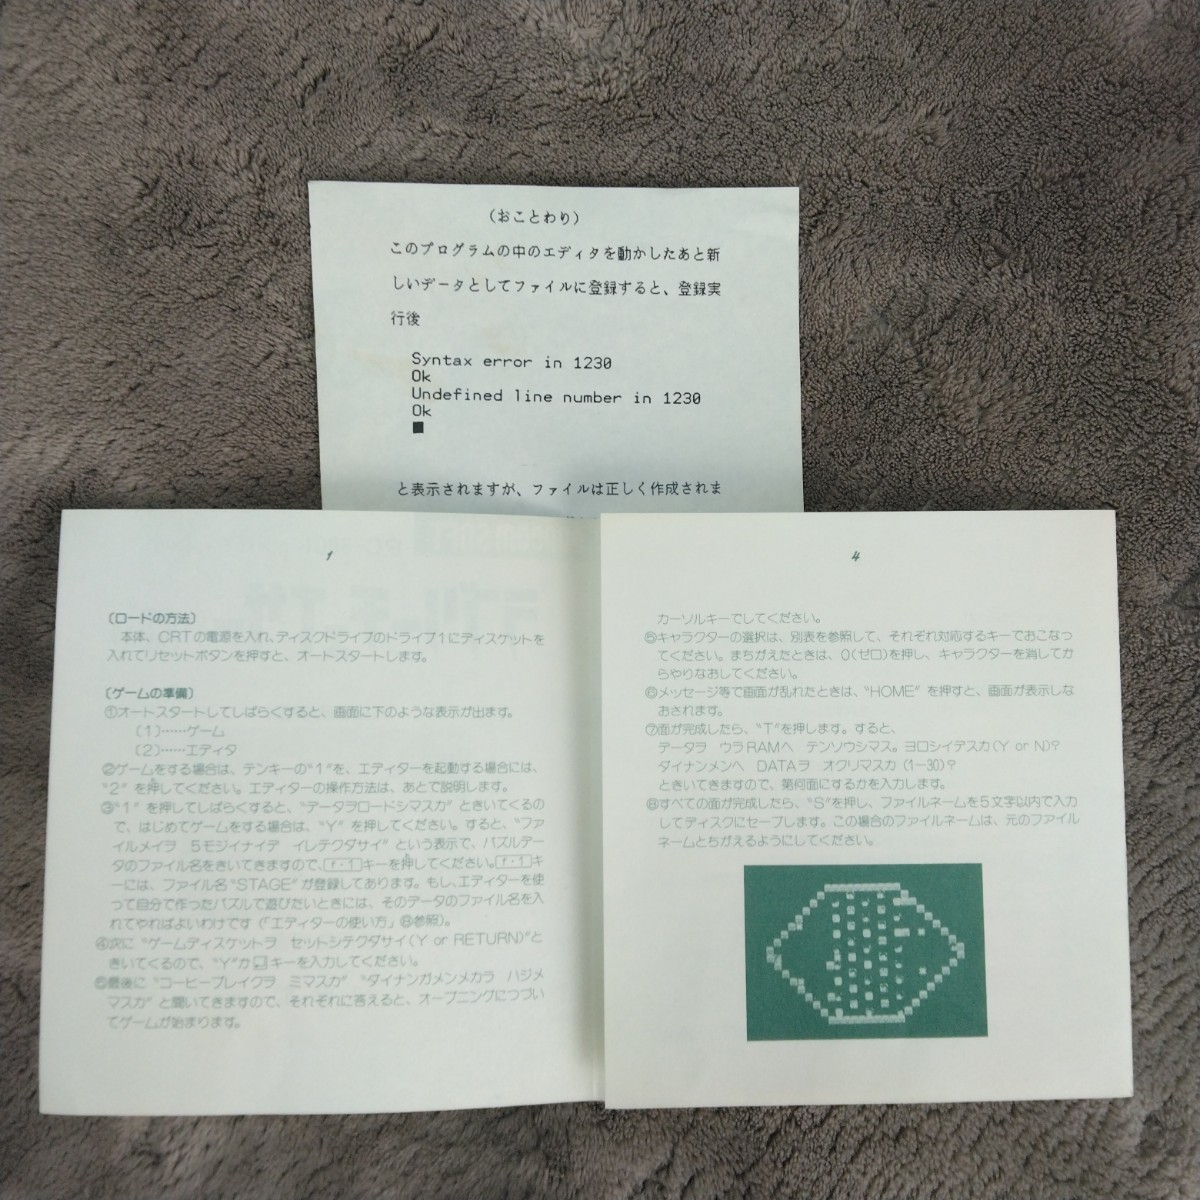 （おことわり）
このプログラムの中のエディタを動かしたあと新
しいデータとしてファイルに登録すると、登録実
行後
Syntax error in 1230
Ok
Undefined line number in 1230
Ok
と表示されますが、ファイルは正しく作成されま
1
〔ロードの方法〕
本体、CRTの電源を入れ、ディスクドライブのドライブ1にディスケットを
入れてリセットボタンを押すと、オートスタートします。
〔ゲームの準備〕
①オートスタートしてしばらくすると、画面に下のような表示が出ます。
〔1〕……ゲーム
〔2〕……エディタ
②ゲームをする場合は、テンキーの“1”を、エディターを起動する場合には、
“2”を押してください。エディターの操作方法は、あとで説明します。
③“1”を押してしばらくすると、“データヲロードシマスカ”ときいてくるの
で、はじめてゲームをする場合は、“Y”を押してください。すると、“ファ
イルメイヲ　5モジイナイデ　イレテクダサイ”という表示で、パズルデー
タのファイル名をきいてきますので、f・1キーを押してください。f・1キ
ーには、ファイル名“STAGE”が登録してあります。もし、エディターを使
って自分で作ったパズルで遊びたいときには、そのデータのファイル名を入
れてやればよいわけです（「エディターの使い方」⑧参照）。
④次に“ゲームディスケットヲ　セットシテクダサイ（Y or RETURN）”と
きいてくるので、“Y”か⏎キーを入力してください。
⑤最後に“コーヒーブレイクヲ　ミマスカ”“ダイナンガメンメカラ　ハジメ
マスカ”と聞いてきますので、それぞれに答えると、オープニングにつづい
てゲームが始まります。
4
カーソルキーでしてください。
⑤キャラクターの選択は、別表を参照して、それぞれ対応するキーでおこなっ
てください。まちがえたときは、0（ゼロ）を押し、キャラクターを消してか
らやりなおしてください。
⑥メッセージ等で画面が乱れたときは、“HOME”を押すと、画面が表示しな
おされます。
⑦面が完成したら、“T”を押します。すると、
データヲ　ウラRAMヘ　テンソウシマス。ヨロシイデスカ（Y or N）？
ダイナンメンヘ　DATAヲ　オクリマスカ（1—30）？
ときいてきますので、第何面にするかを入力します。
⑧すべての面が完成したら、“S”を押し、ファイルネームを5文字以内で入力
してディスクにセーブします。この場合のファイルネームは、元のファイル
ネームとちがえるようにしてください。